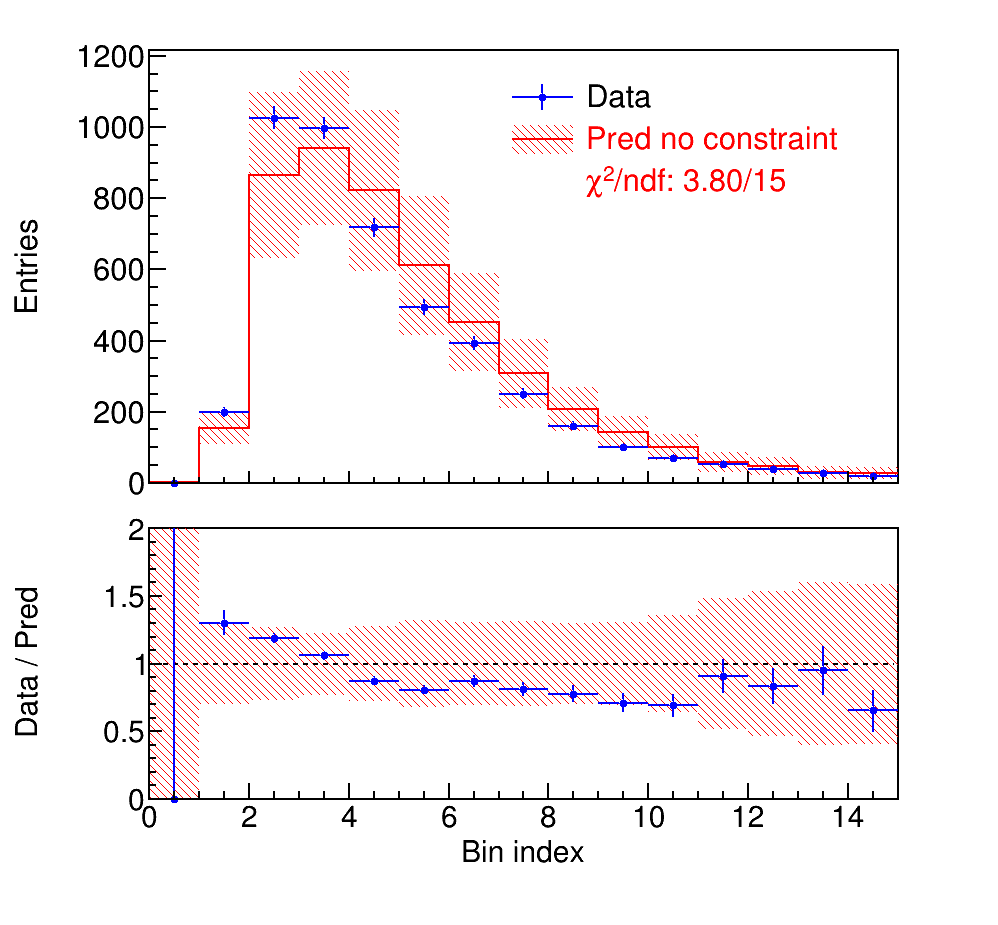 1200
1000
800
600
400
200
0
Entries
Data
Pred no constraint
χ²/ndf: 3.80/15
2
1.5
1
0.5
0
Data / Pred
0 2 4 6 8 10 12 14
Bin index